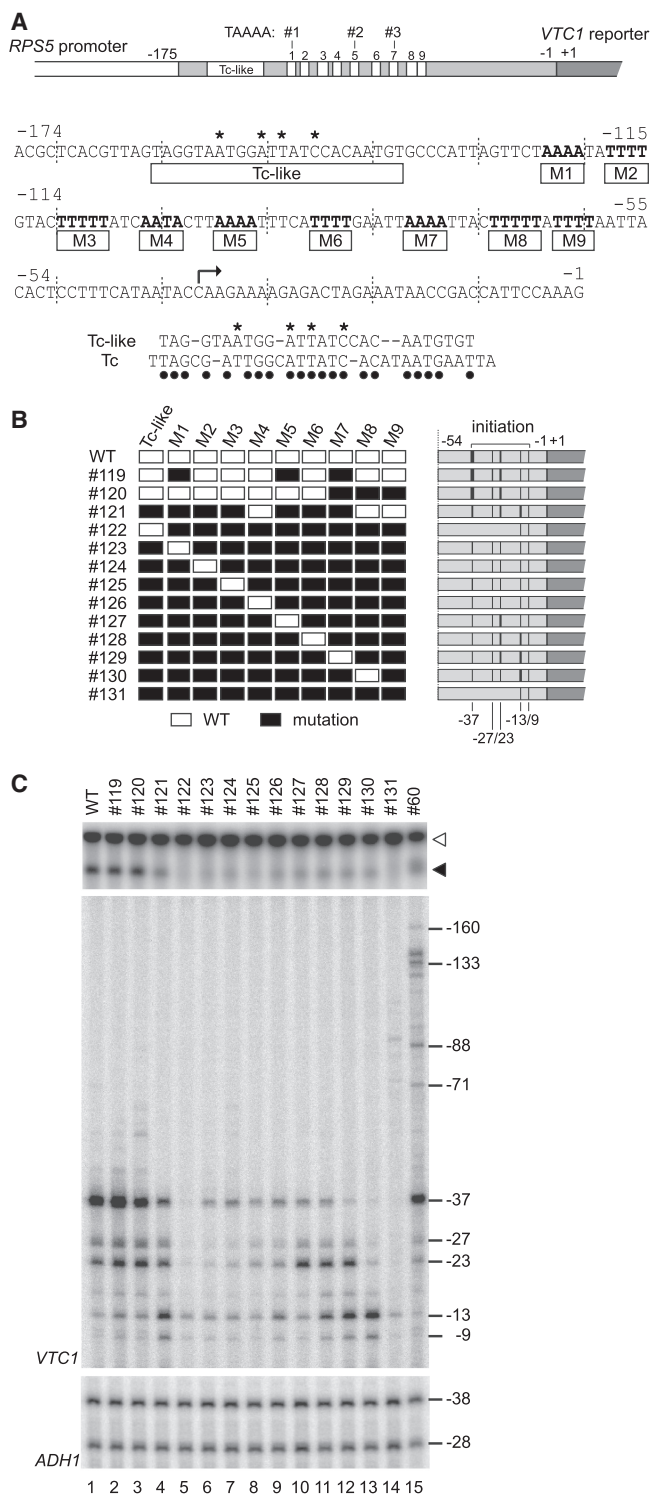 A
TAAAA: #1 #2 #3
RPS5 promoter
-175
VTC1 reporter
-1 +1
Tc-like
1 2 3 4 5 6 7 8 9
* * * *
-174 -115
ACGCTCACGTTAGTAGGTAATGGATTATCCACAATGTGCCCATTAGTTCTAAAATATTTT
Tc-like M1 M2
-114 -55
GTACTTTTTATCAATACTTAAAATTTCATTTTGAATTAAAATTACTTTTTATTTTAATTA
M3 M4 M5 M6 M7 M8 M9
-54 -1
CACTCCTTTCATAATACCAAGAAAAGAGACTAGAAATAACCGACCATTCCAAAG
* * * *
Tc-like TAG-GTAATGG-ATTATCCAC--AATGTGT
Tc TTAGCG-ATTGGCATTATC-ACATAATGAATTA
B
Tc-like M1 M2 M3 M4 M5 M6 M7 M8 M9
initiation
-54 -1 +1
WT
#119
#120
#121
#122
#123
#124
#125
#126
#127
#128
#129
#130
#131
WT mutation
-37 -13/9
-27/23
C
WT #119 #120 #121 #122 #123 #124 #125 #126 #127 #128 #129 #130 #131 #60
-160
-133
-88
-71
-37
-27
-23
-13
-9
VTC1
-38
-28
ADH1
1 2 3 4 5 6 7 8 9 10 11 12 13 14 15